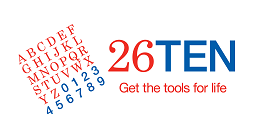 ABCDEF
GHIJKL
MNOPQR
STUVWX
YZ0123
456789
26TEN
Get the tools for life